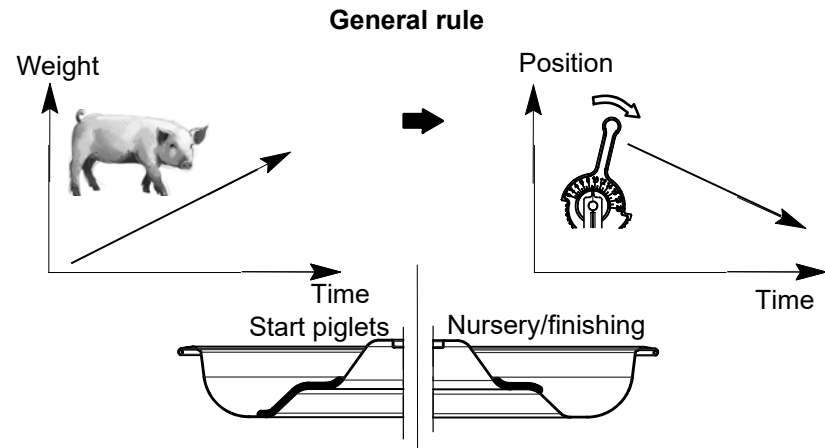 General rule
Weight
Position
Time
Time
Start piglets
Nursery/finishing